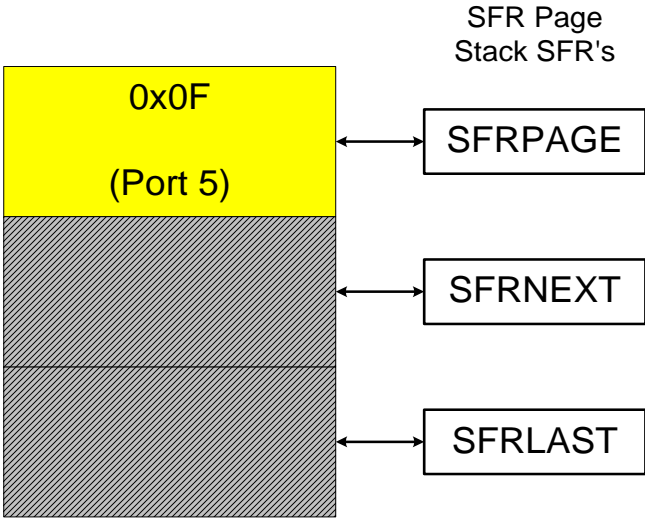 SFR Page
Stack SFR's
0x0F
(Port 5)
SFRPAGE
SFRNEXT
SFRLAST